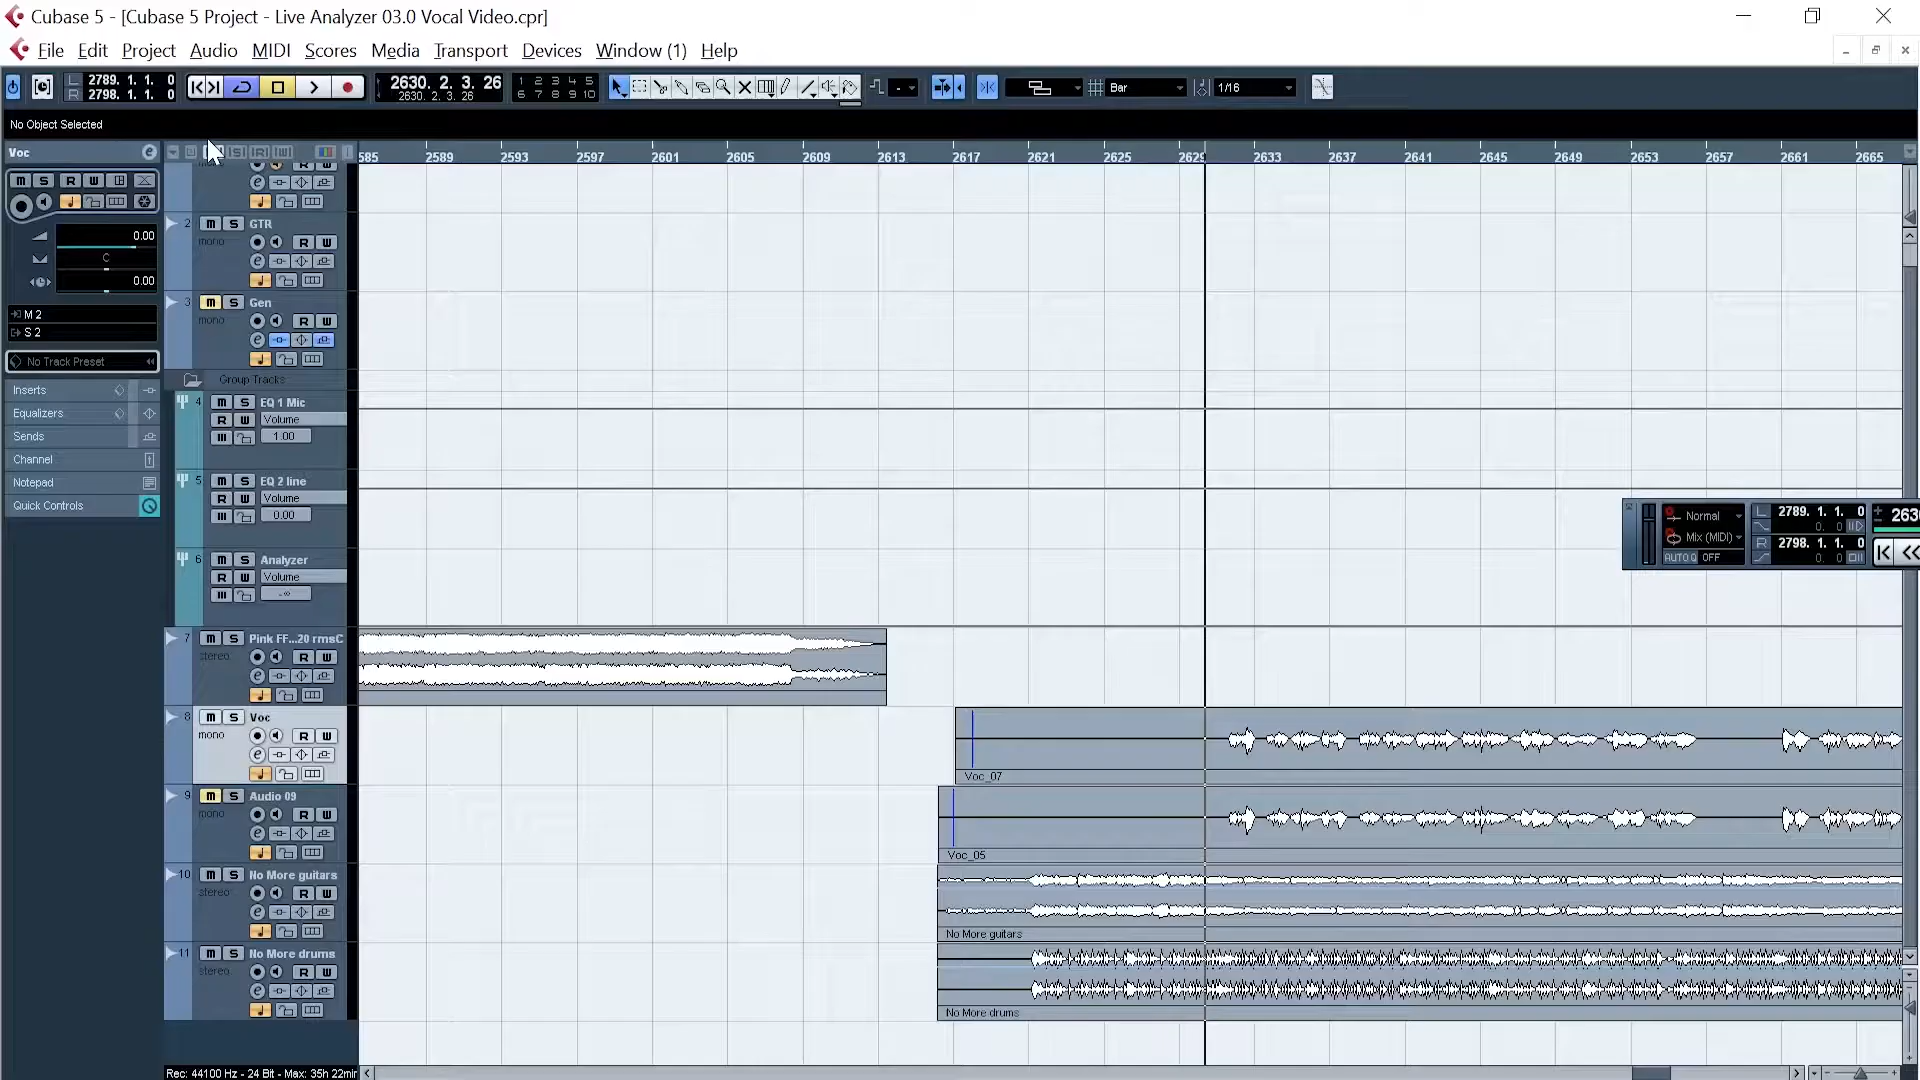 Cubase 5 - [Cubase 5 Project - Live Analyzer 03.0 Vocal Video.cpr]
File Edit Project Audio MIDI Scores Media Transport Devices Window (1) Help
L 2789. 1. 1. 0
R 2798. 1. 1. 0
2630. 2. 3. 26
2630. 2. 3. 26
1 2 3 4 5
6 7 8 9 10
Bar
1/16
No Object Selected
Voc
585 2589 2593 2597 2601 2605 2609 2613 2617 2621 2625 2629 2633 2637 2641 2645 2649 2653 2657 2661 2665
M S R W
0.00
C
0.00
M 2
S 2
No Track Preset
Inserts
Equalizers
Sends
Channel
Notepad
Quick Controls
R W
2 m S GTR
mono R W
3 m S Gen
mono R W
Group Tracks
4 m S EQ 1 Mic
R W Volume
1.00
5 m S EQ 2 line
R W Volume
0.00
6 m S Analyzer
R W Volume
-∞
7 m S Pink FF...20 rmsC
stereo R W
8 m S Voc
mono R W
Voc_07
9 m S Audio 09
mono R W
Voc_05
10 m S No More guitars
stereo R W
No More guitars
11 m S No More drums
stereo R W
No More drums
Normal
Mix (MIDI)
AUTO Q OFF
L 2789. 1. 1. 0
0. 0
R 2798. 1. 1. 0
0. 0
263
Rec: 44100 Hz - 24 Bit - Max: 35h 22min